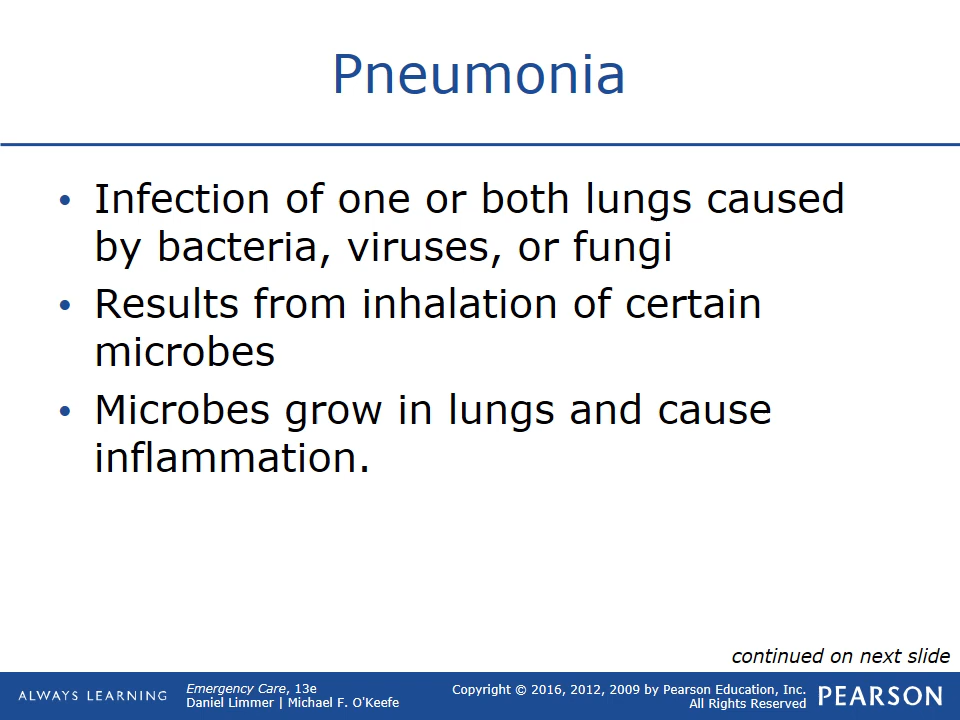 Pneumonia
• Infection of one or both lungs caused
by bacteria, viruses, or fungi
• Results from inhalation of certain
microbes
• Microbes grow in lungs and cause
inflammation.
continued on next slide
ALWAYS LEARNING
Emergency Care, 13e
Daniel Limmer | Michael F. O'Keefe
Copyright © 2016, 2012, 2009 by Pearson Education, Inc.
All Rights Reserved
PEARSON